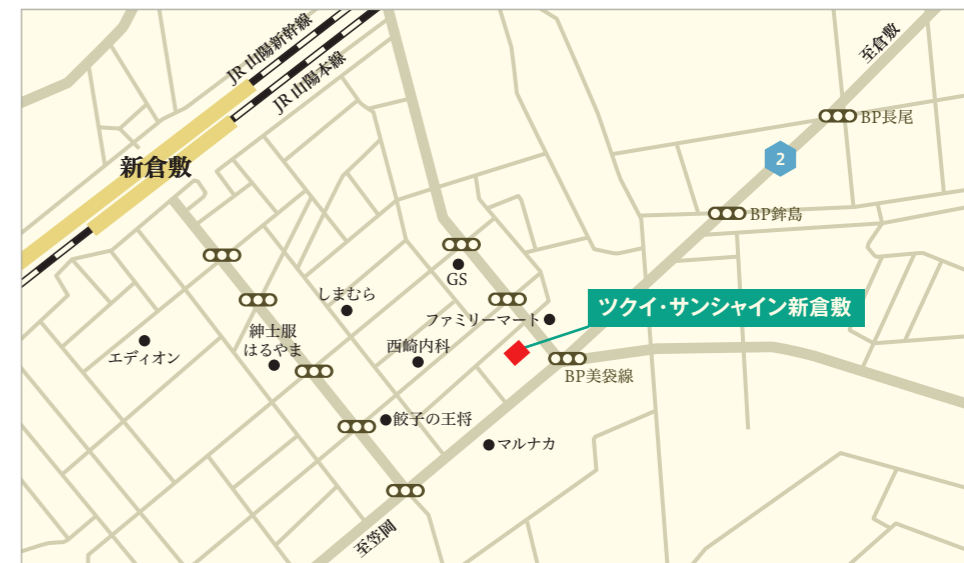 JR 山陽新幹線
JR 山陽本線
至倉敷
BP長尾
2
新倉敷
BP鉾島
GS
しまむら
ツクイ・サンシャイン新倉敷
ファミリーマート
紳士服
はるやま
西崎内科
エディオン
BP美袋線
餃子の王将
マルナカ
至笠岡